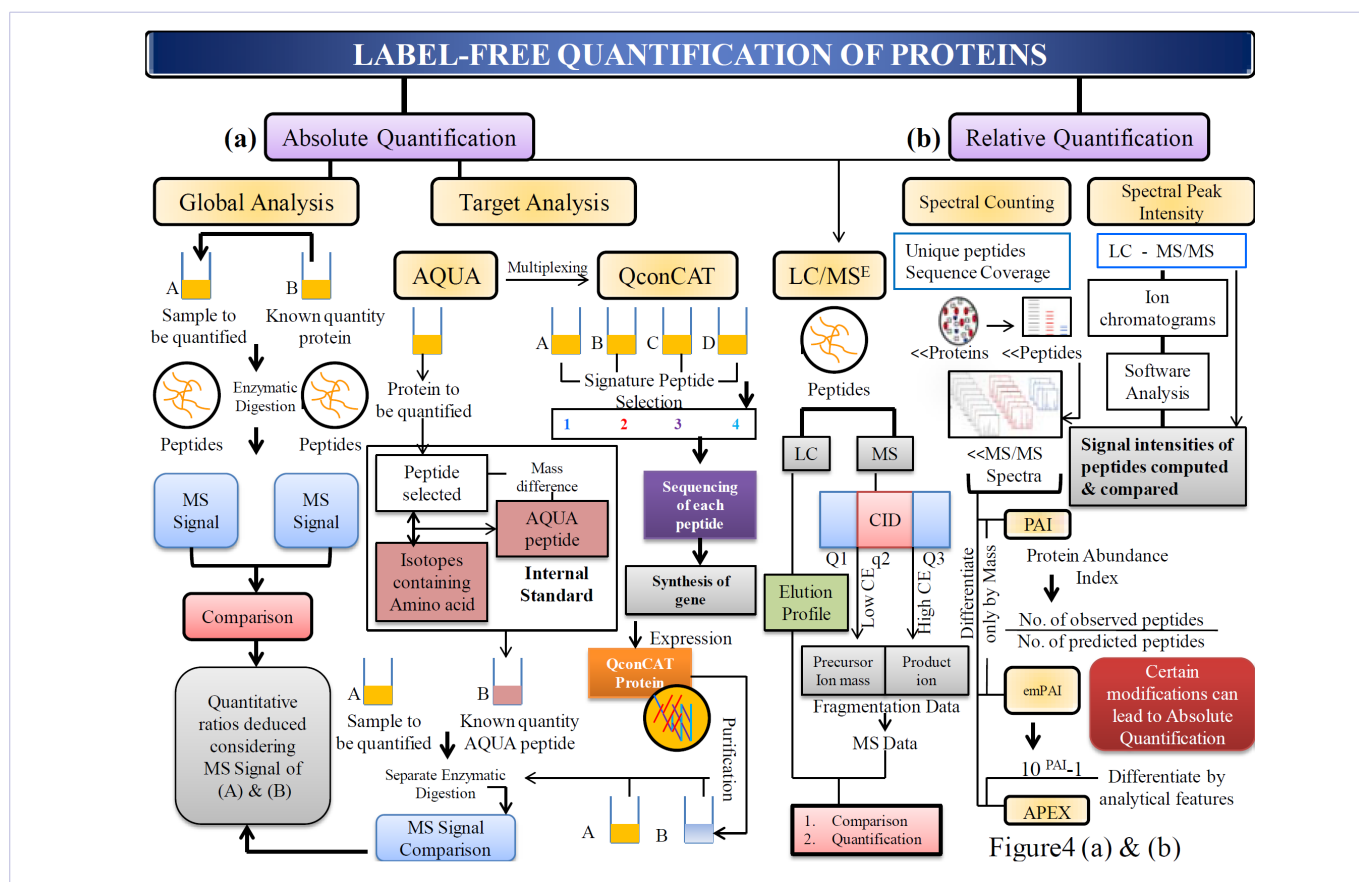 LABEL-FREE QUANTIFICATION OF PROTEINS
(a)
Absolute Quantification
(b)
Relative Quantification
Global Analysis
Target Analysis
Spectral Counting
Spectral Peak
Intensity
A
B
Sample to
be quantified
Known quantity
protein
Enzymatic
Digestion
Peptides
Peptides
MS
Signal
MS
Signal
Comparison
Quantitative
ratios deduced
considering
MS Signal of
(A) & (B)
AQUA
Multiplexing
QconCAT
Protein to
be quantified
A
B
C
D
Signature Peptide
Selection
1
2
3
4
Peptide
selected
Mass
difference
AQUA
peptide
Isotopes
containing
Amino acid
Internal
Standard
Sequencing
of each
peptide
Synthesis of
gene
Expression
QconCAT
Protein
Purification
A
B
Sample to
be quantified
Known quantity
AQUA peptide
Separate Enzymatic
Digestion
A
B
MS Signal
Comparison
LC/MSᴱ
Peptides
LC
MS
CID
Q1
q2
Q3
Low CE
High CE
Elution
Profile
Precursor
Ion mass
Product
ion
Fragmentation Data
MS Data
1. Comparison
2. Quantification
Unique peptides
Sequence Coverage
<<Proteins
<<Peptides
<<MS/MS
Spectra
Differentiate
only by Mass
PAI
Protein Abundance
Index
No. of observed peptides
No. of predicted peptides
emPAI
Certain
modifications can
lead to Absolute
Quantification
10 ᴾᴬᴵ-1
Differentiate by
analytical features
APEX
LC - MS/MS
Ion
chromatograms
Software
Analysis
Signal intensities of
peptides computed
& compared
Figure4 (a) & (b)